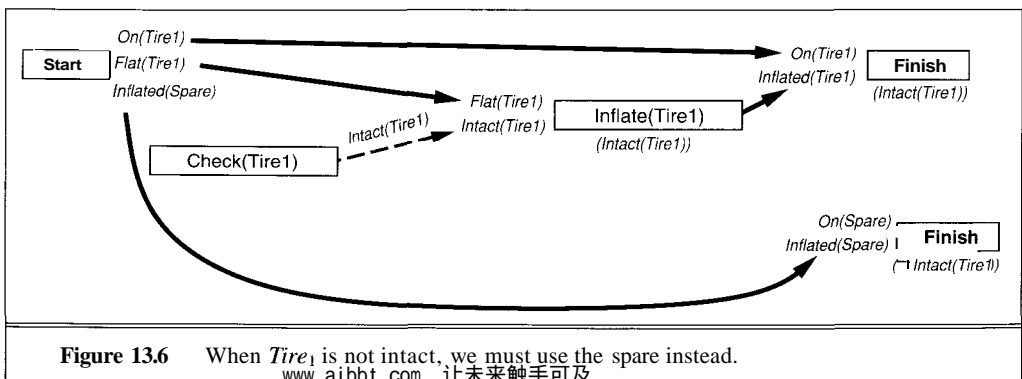 On(Tire1)
Start
Flat(Tire1)
Inflated(Spare)
On(Tire1)
Inflated(Tire1)
Finish
(Intact(Tire1))
Flat(Tire1)
Intact(Tire1)
Intact(Tire1)
Inflate(Tire1)
(Intact(Tire1))
Check(Tire1)
On(Spare)
Inflated(Spare)
Finish
(¬ Intact(Tire1))
Figure 13.6 When Tire₁ is not intact, we must use the spare instead.
www.aibbt.com 让未来触手可及